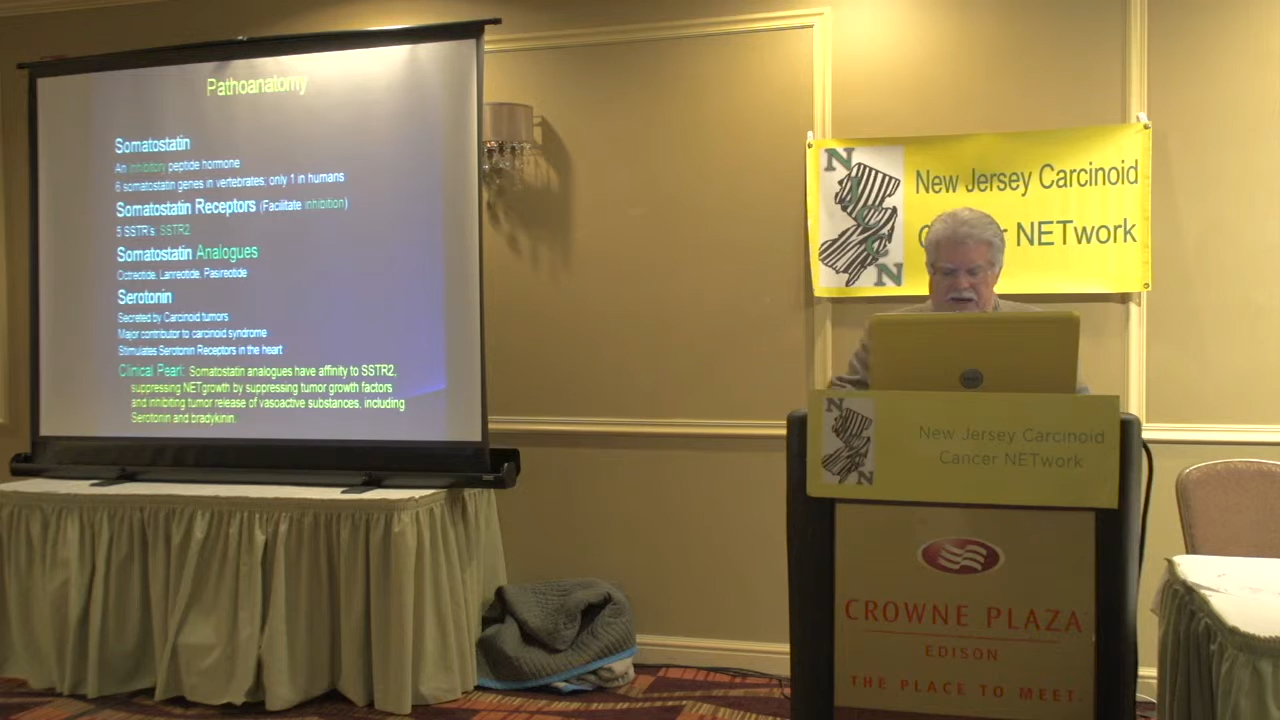 Pathoanatomy
Somatostatin
An inhibitory peptide hormone
6 somatostatin genes in vertebrates; only 1 in humans
Somatostatin Receptors (Facilitate inhibition)
5 SSTR's: SSTR2
Somatostatin Analogues
Octreotide, Lanreotide, Pasireotide
Serotonin
Secreted by Carcinoid tumors
Major contributor to carcinoid syndrome
Stimulates Serotonin Receptors in the heart
Clinical Pearl: Somatostatin analogues have affinity to SSTR2,
suppressing NETgrowth by suppressing tumor growth factors
and inhibiting tumor release of vasoactive substances, including
Serotonin and bradykinin.
NJCCN
New Jersey Carcinoid
NETwork
DELL
N
N
New Jersey Carcinoid
Cancer NETwork
CROWNE PLAZA
EDISON
THE PLACE TO MEET.